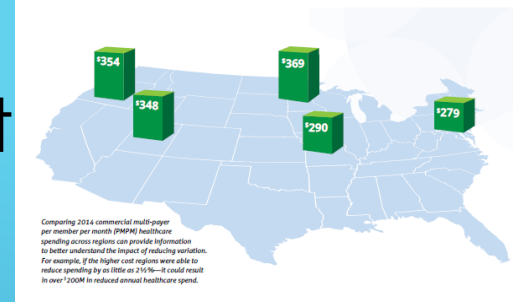 $354
$369
$348
$279
$290
Comparing 2014 commercial multi-payer
per member per month (PMPM) healthcare
spending across regions can provide information
to better understand the impact of reducing variation.
For example, if the higher cost regions were able to
reduce spending by as little as 2½%—it could result
in over $200M in reduced annual healthcare spend.